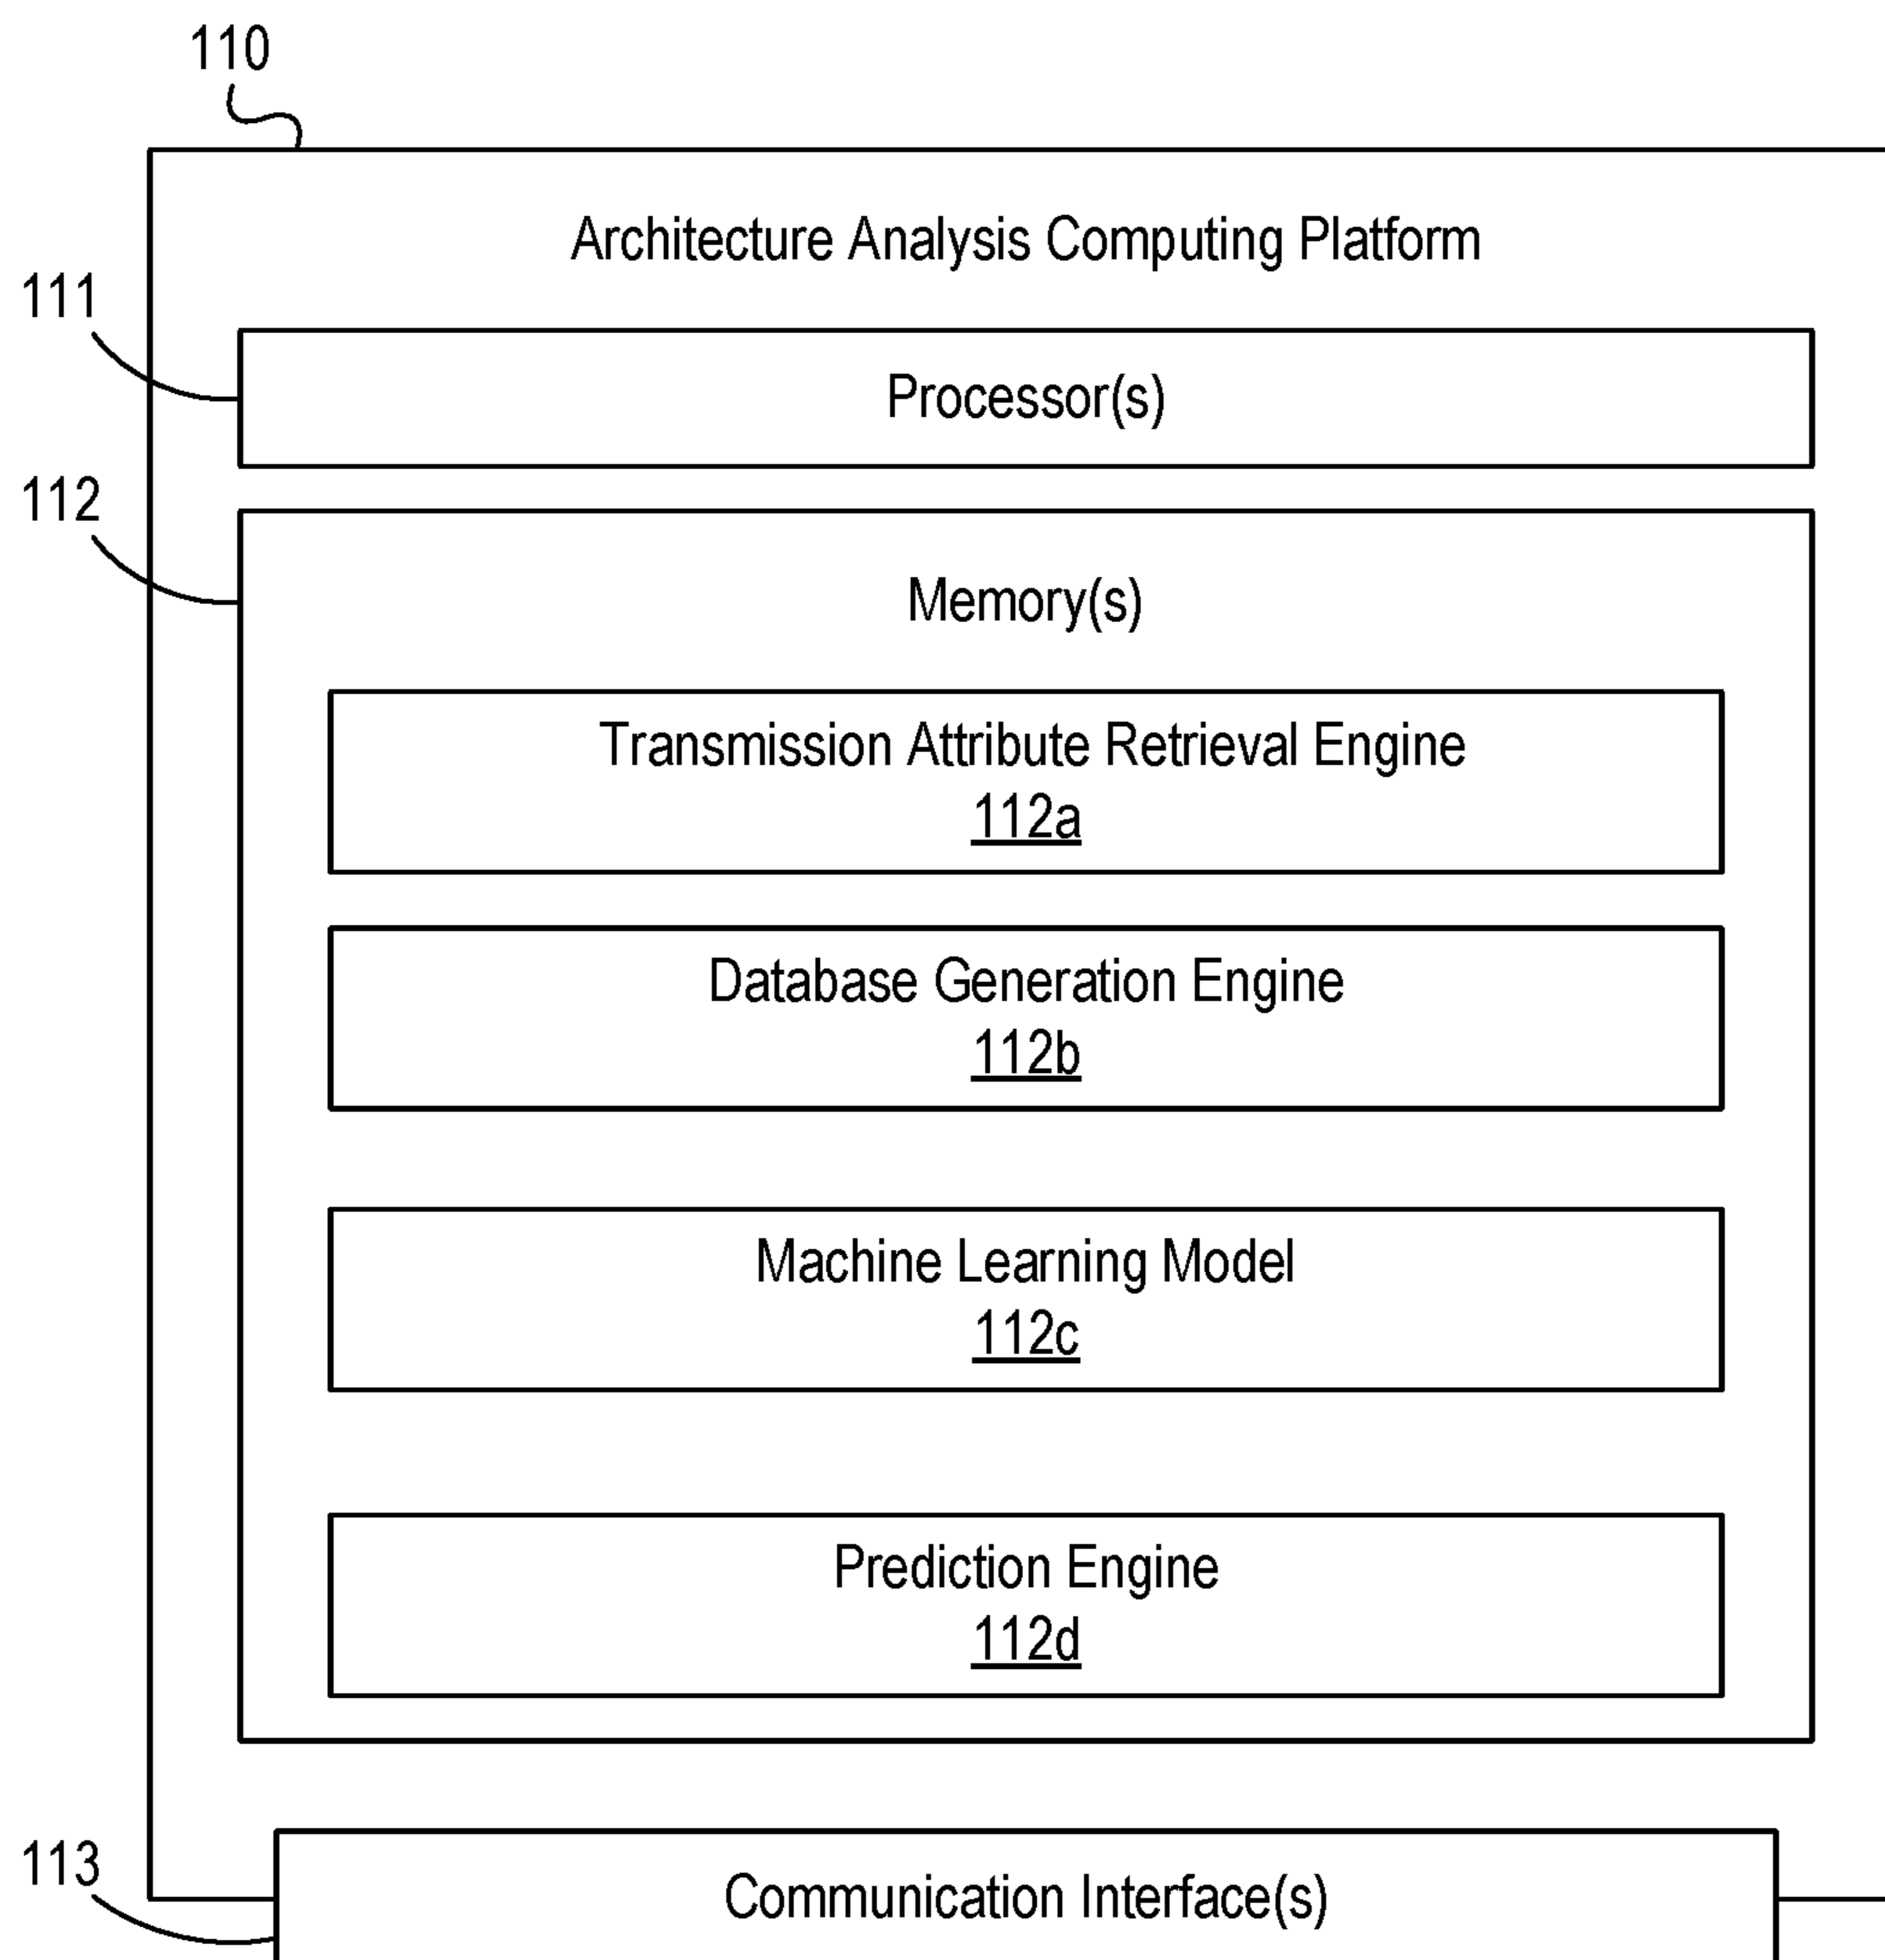 110
Architecture Analysis Computing Platform
111
Processor(s)
112
Memory(s)
Transmission Attribute Retrieval Engine
112a
Database Generation Engine
112b
Machine Learning Model
112c
Prediction Engine
112d
113
Communication Interface(s)